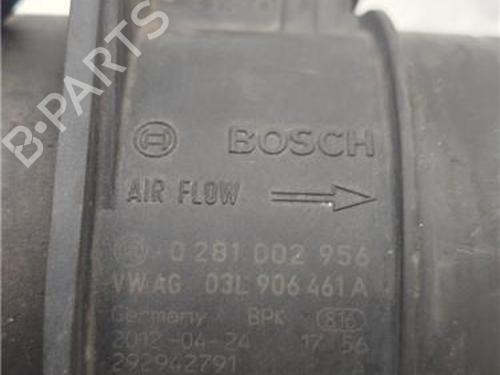 B-PARTS
BOSCH
AIR FLOW
0 281 002 956
VW AG 03L 906 461 A
Germany BPK 816
2012-04-24 17 56
292942791